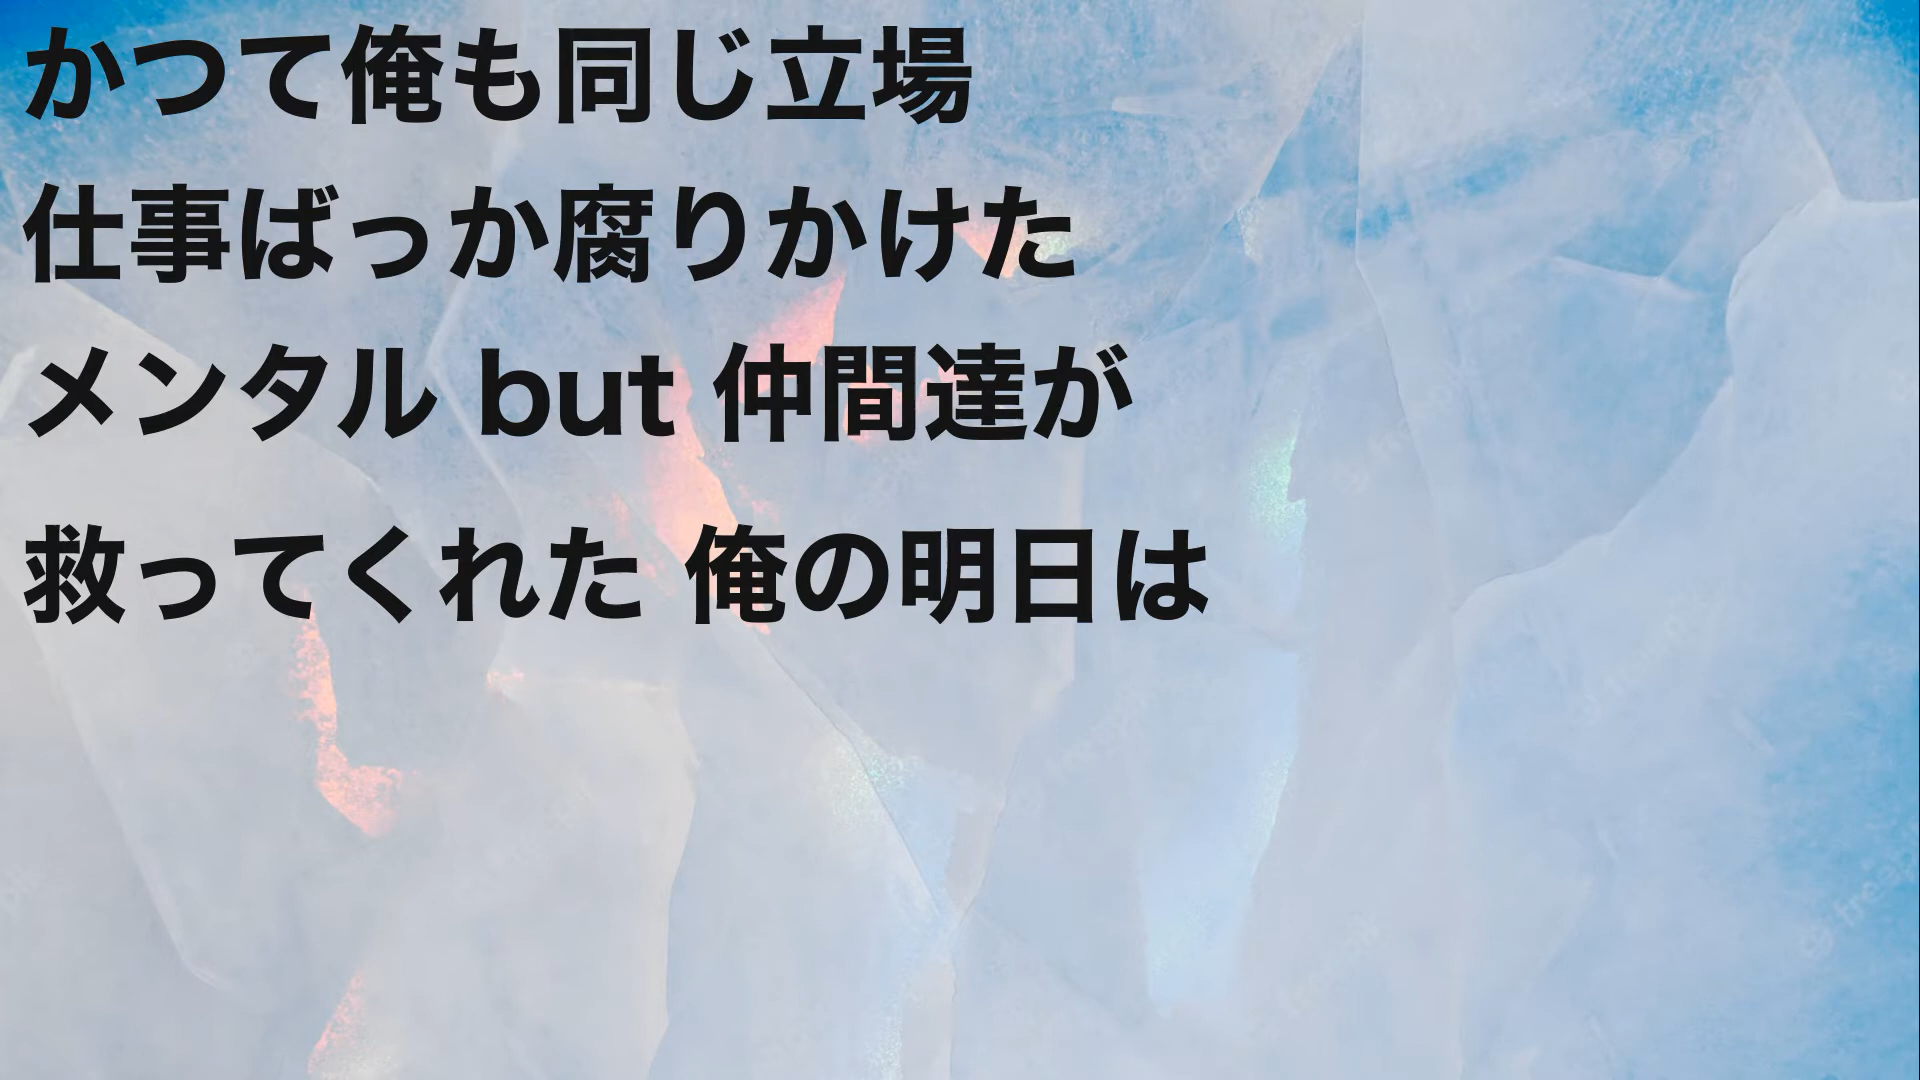 かつて俺も同じ立場
仕事ばっか腐りかけた
メンタル but 仲間達が
救ってくれた 俺の明日は